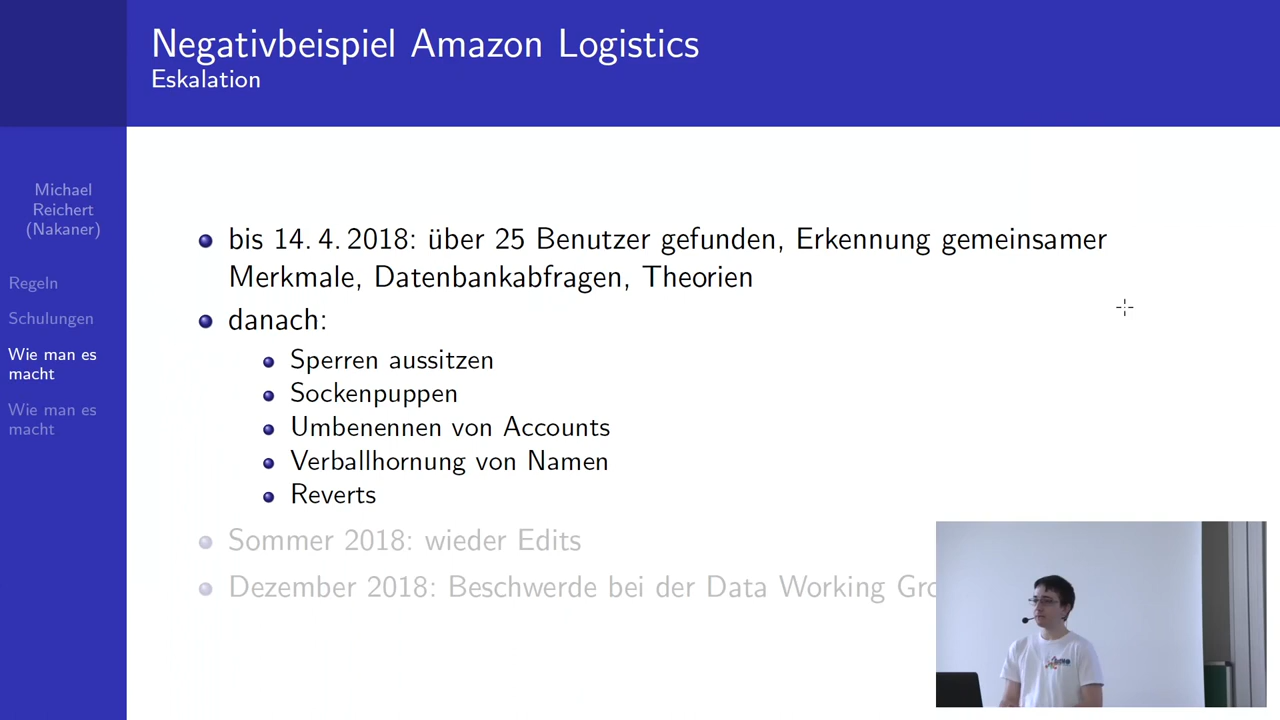 Negativbeispiel Amazon Logistics
Eskalation
Michael
Reichert
(Nakaner)
Regeln
Schulungen
Wie man es
macht
Wie man es
macht
bis 14. 4. 2018: über 25 Benutzer gefunden, Erkennung gemeinsamer
Merkmale, Datenbankabfragen, Theorien
danach:
Sperren aussitzen
Sockenpuppen
Umbenennen von Accounts
Verballhornung von Namen
Reverts
Sommer 2018: wieder Edits
Dezember 2018: Beschwerde bei der Data Working